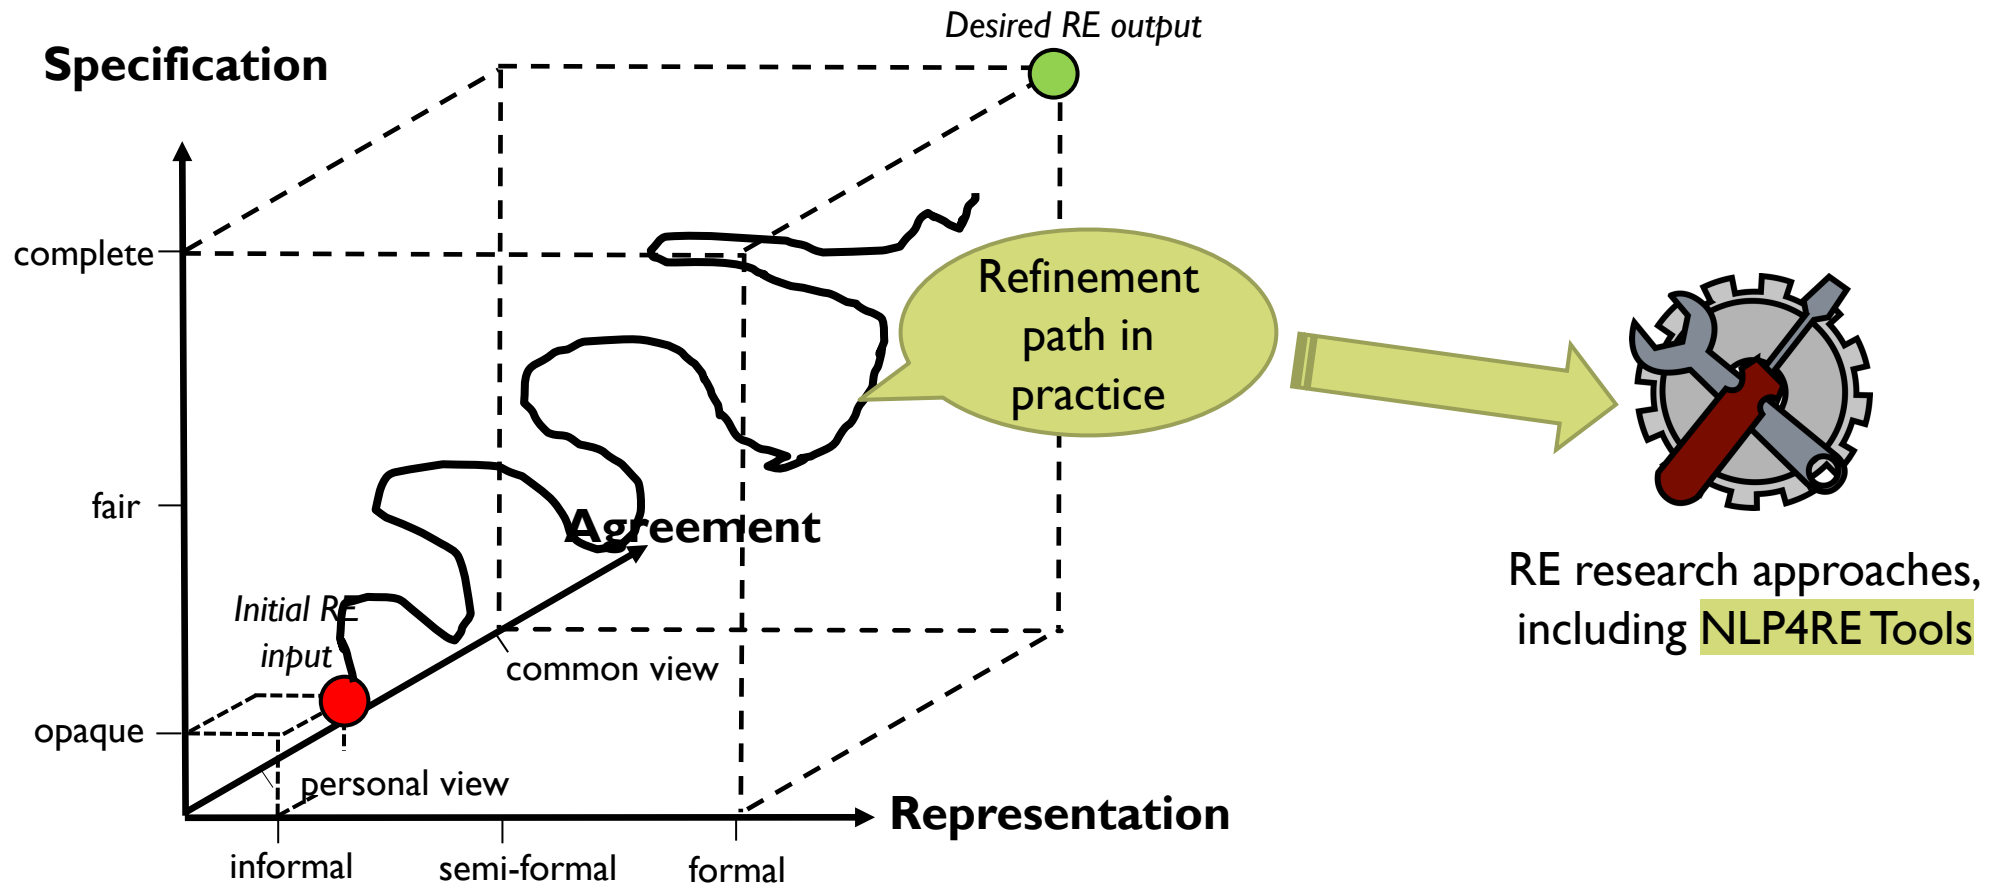 Desired RE output
Specification
complete
Refinement
path in
practice
fair
Agreement
RE research approaches,
including NLP4RE Tools
Initial RE
input
common view
opaque
personal view
Representation
informal
semi-formal
formal